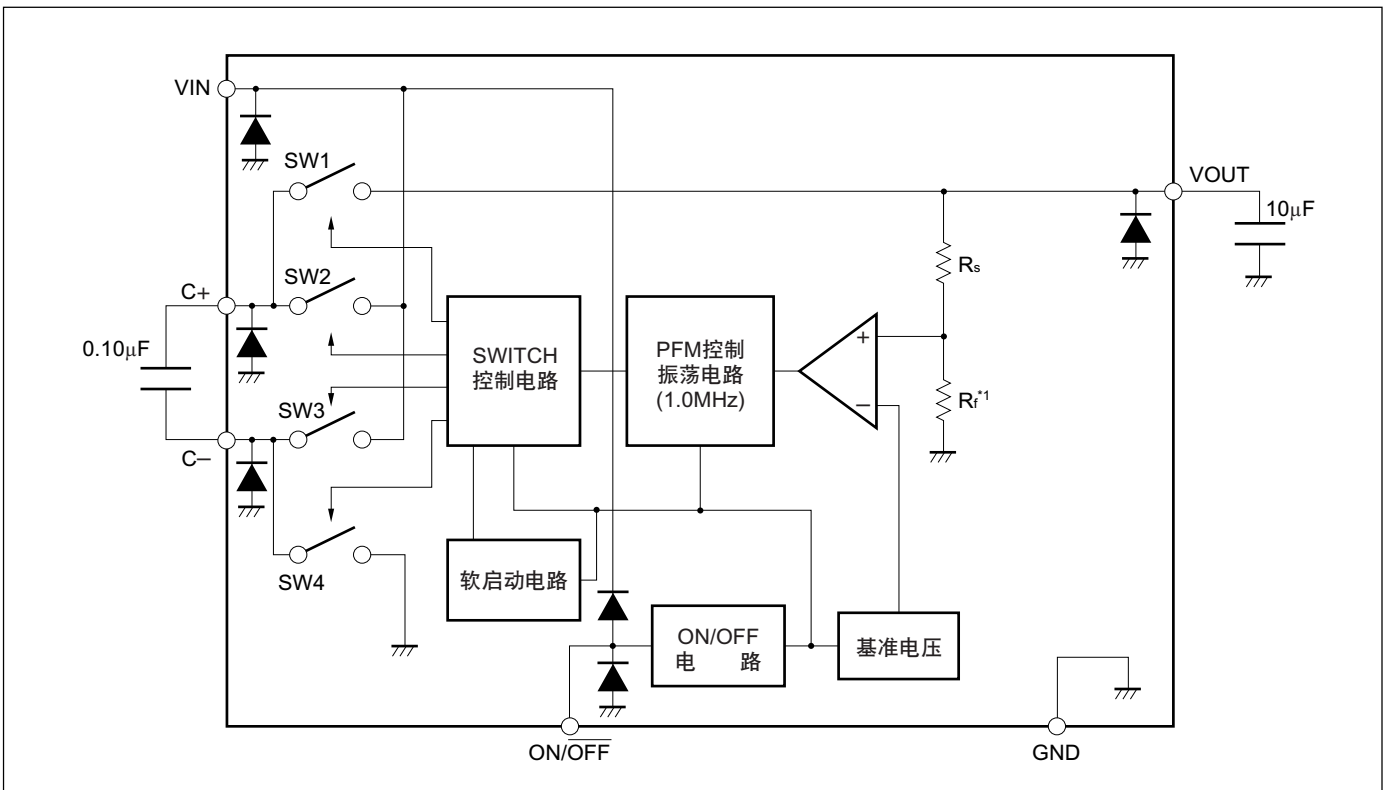 VIN
SW1
VOUT
10μF
Rs
SW2
C+
0.10μF
SWITCH
控制电路
PFM控制
振荡电路
(1.0MHz)
+
−
Rf*1
SW3
C−
SW4
软启动电路
ON/OFF
电 路
基准电压
ON/OFF
GND